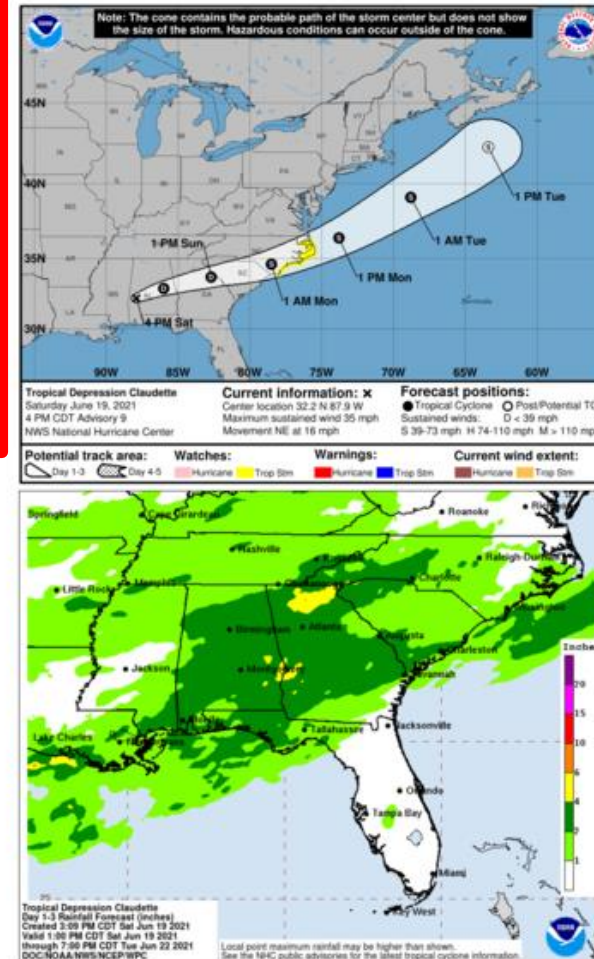 Note: The cone contains the probable path of the storm center but does not show
the size of the storm. Hazardous conditions can occur outside of the cone.
45N
40N
35N
30N
95W 90W 85W 80W 75W 70W 65W 60W
1 PM Tue
1 AM Tue
1 PM Mon
1 AM Mon
1 PM Sun
4 PM Sat
Bermuda
Tropical Depression Claudette
Saturday June 19, 2021
4 PM CDT Advisory 9
NWS National Hurricane Center
Current information: x
Center location 32.2 N 87.9 W
Maximum sustained wind 35 mph
Movement NE at 16 mph
Forecast positions:
Tropical Cyclone Post/Potential TC
Sustained winds: D < 39 mph
S 39-73 mph H 74-110 mph M > 110 mph
Potential track area:
Day 1-3 Day 4-5
Watches:
Hurricane Trop Stm
Warnings:
Hurricane Trop Stm
Current wind extent:
Hurricane Trop Stm
Springfield
Cape Girardeau
Roanoke
Nashville
Raleigh-Durham
Little Rock
Memphis
Charlotte
Birmingham
Atlanta
Augusta
Charleston
Jackson
Montgomery
Savannah
Lake Charles
Tallahassee
Jacksonville
Orlando
Tampa Bay
Miami
Key West
Inches
20
15
10
6
4
2
1
Tropical Depression Claudette
Day 1-3 Rainfall Forecast (inches)
Created 3:09 PM CDT Sat Jun 19 2021
Valid 1:00 PM CDT Sat Jun 19 2021
through 7:00 PM CDT Tue Jun 22 2021
DOC/NOAA/NWS/NCEP/WPC
Local point maximum rainfall may be higher than shown.
See the NHC public advisories for the latest tropical cyclone information.